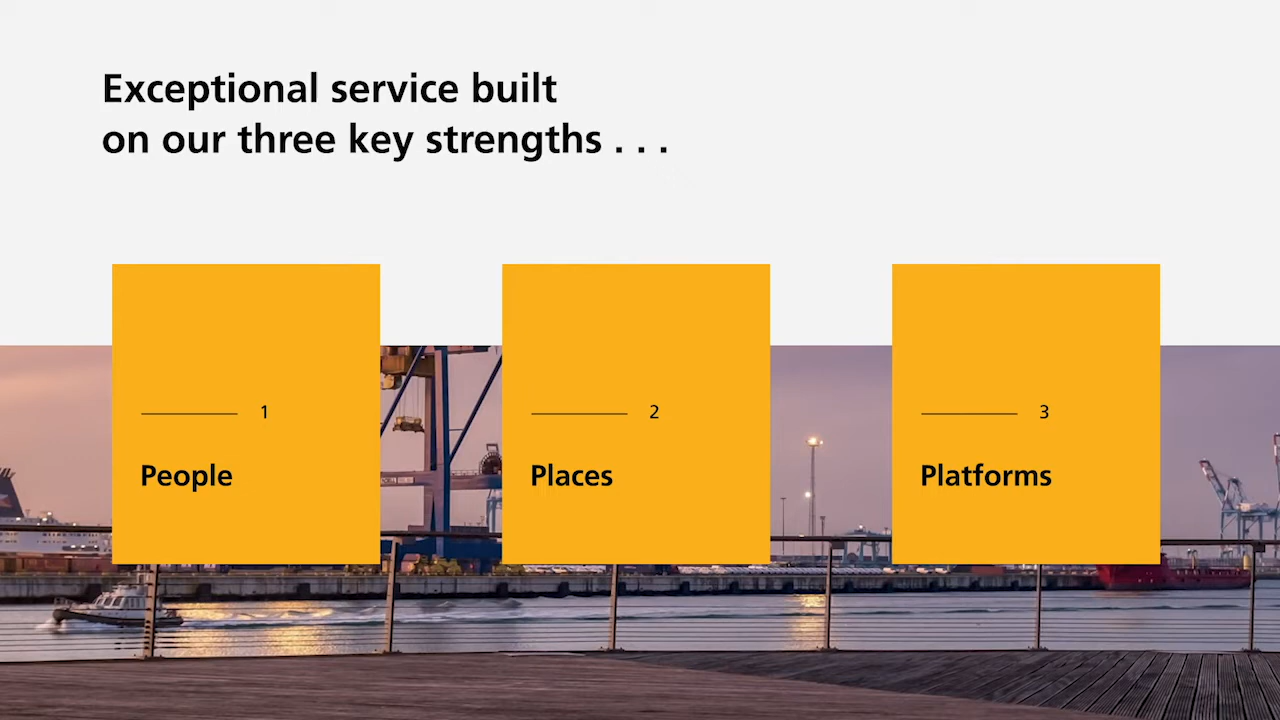 Exceptional service built
on our three key strengths . . .
1
People
2
Places
3
Platforms